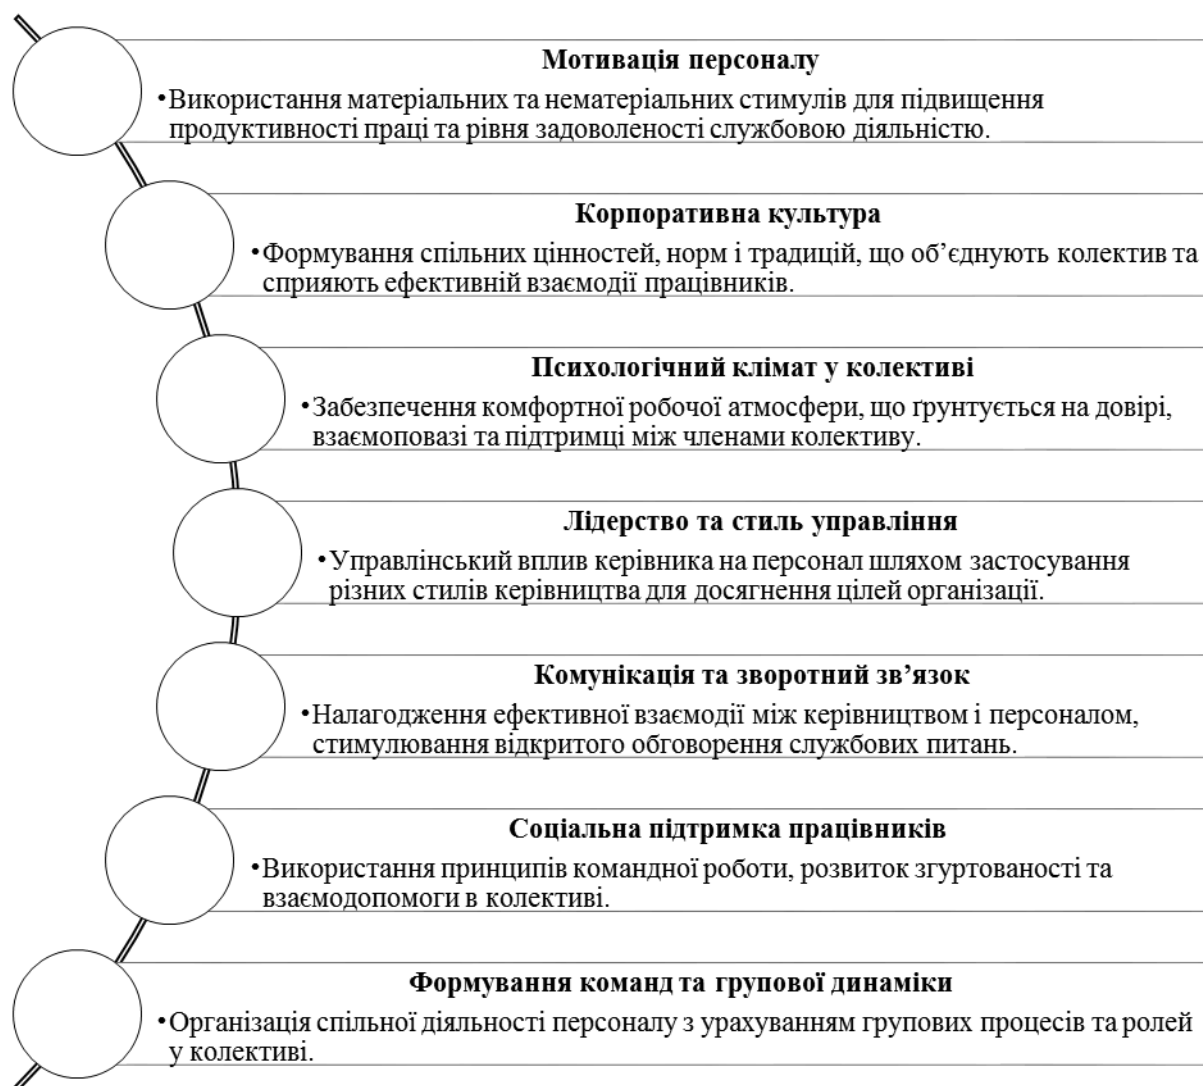 Мотивація персоналу
•Використання матеріальних та нематеріальних стимулів для підвищення
продуктивності праці та рівня задоволеності службовою діяльністю.
Корпоративна культура
•Формування спільних цінностей, норм і традицій, що об’єднують колектив та
сприяють ефективній взаємодії працівників.
Психологічний клімат у колективі
•Забезпечення комфортної робочої атмосфери, що ґрунтується на довірі,
взаємоповазі та підтримці між членами колективу.
Лідерство та стиль управління
•Управлінський вплив керівника на персонал шляхом застосування
різних стилів керівництва для досягнення цілей організації.
Комунікація та зворотний зв’язок
•Налагодження ефективної взаємодії між керівництвом і персоналом,
стимулювання відкритого обговорення службових питань.
Соціальна підтримка працівників
•Використання принципів командної роботи, розвиток згуртованості та
взаємодопомоги в колективі.
Формування команд та групової динаміки
•Організація спільної діяльності персоналу з урахуванням групових процесів та ролей
у колективі.